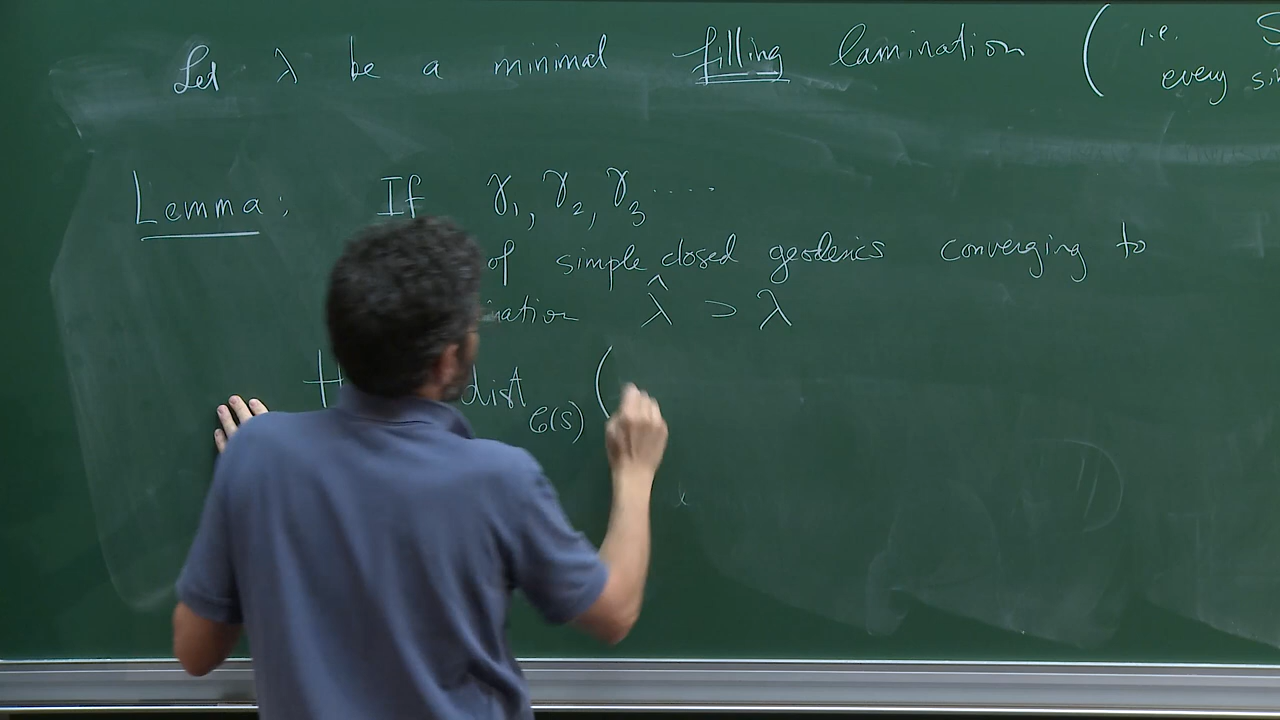 Let λ be a minimal filling lamination ( i.e. S
every si
Lemma: If γ₁, γ₂, γ₃ ....
of simple closed geodesics converging to
ination λ̂ ⊃ λ
dist_{𝒞(S)} (